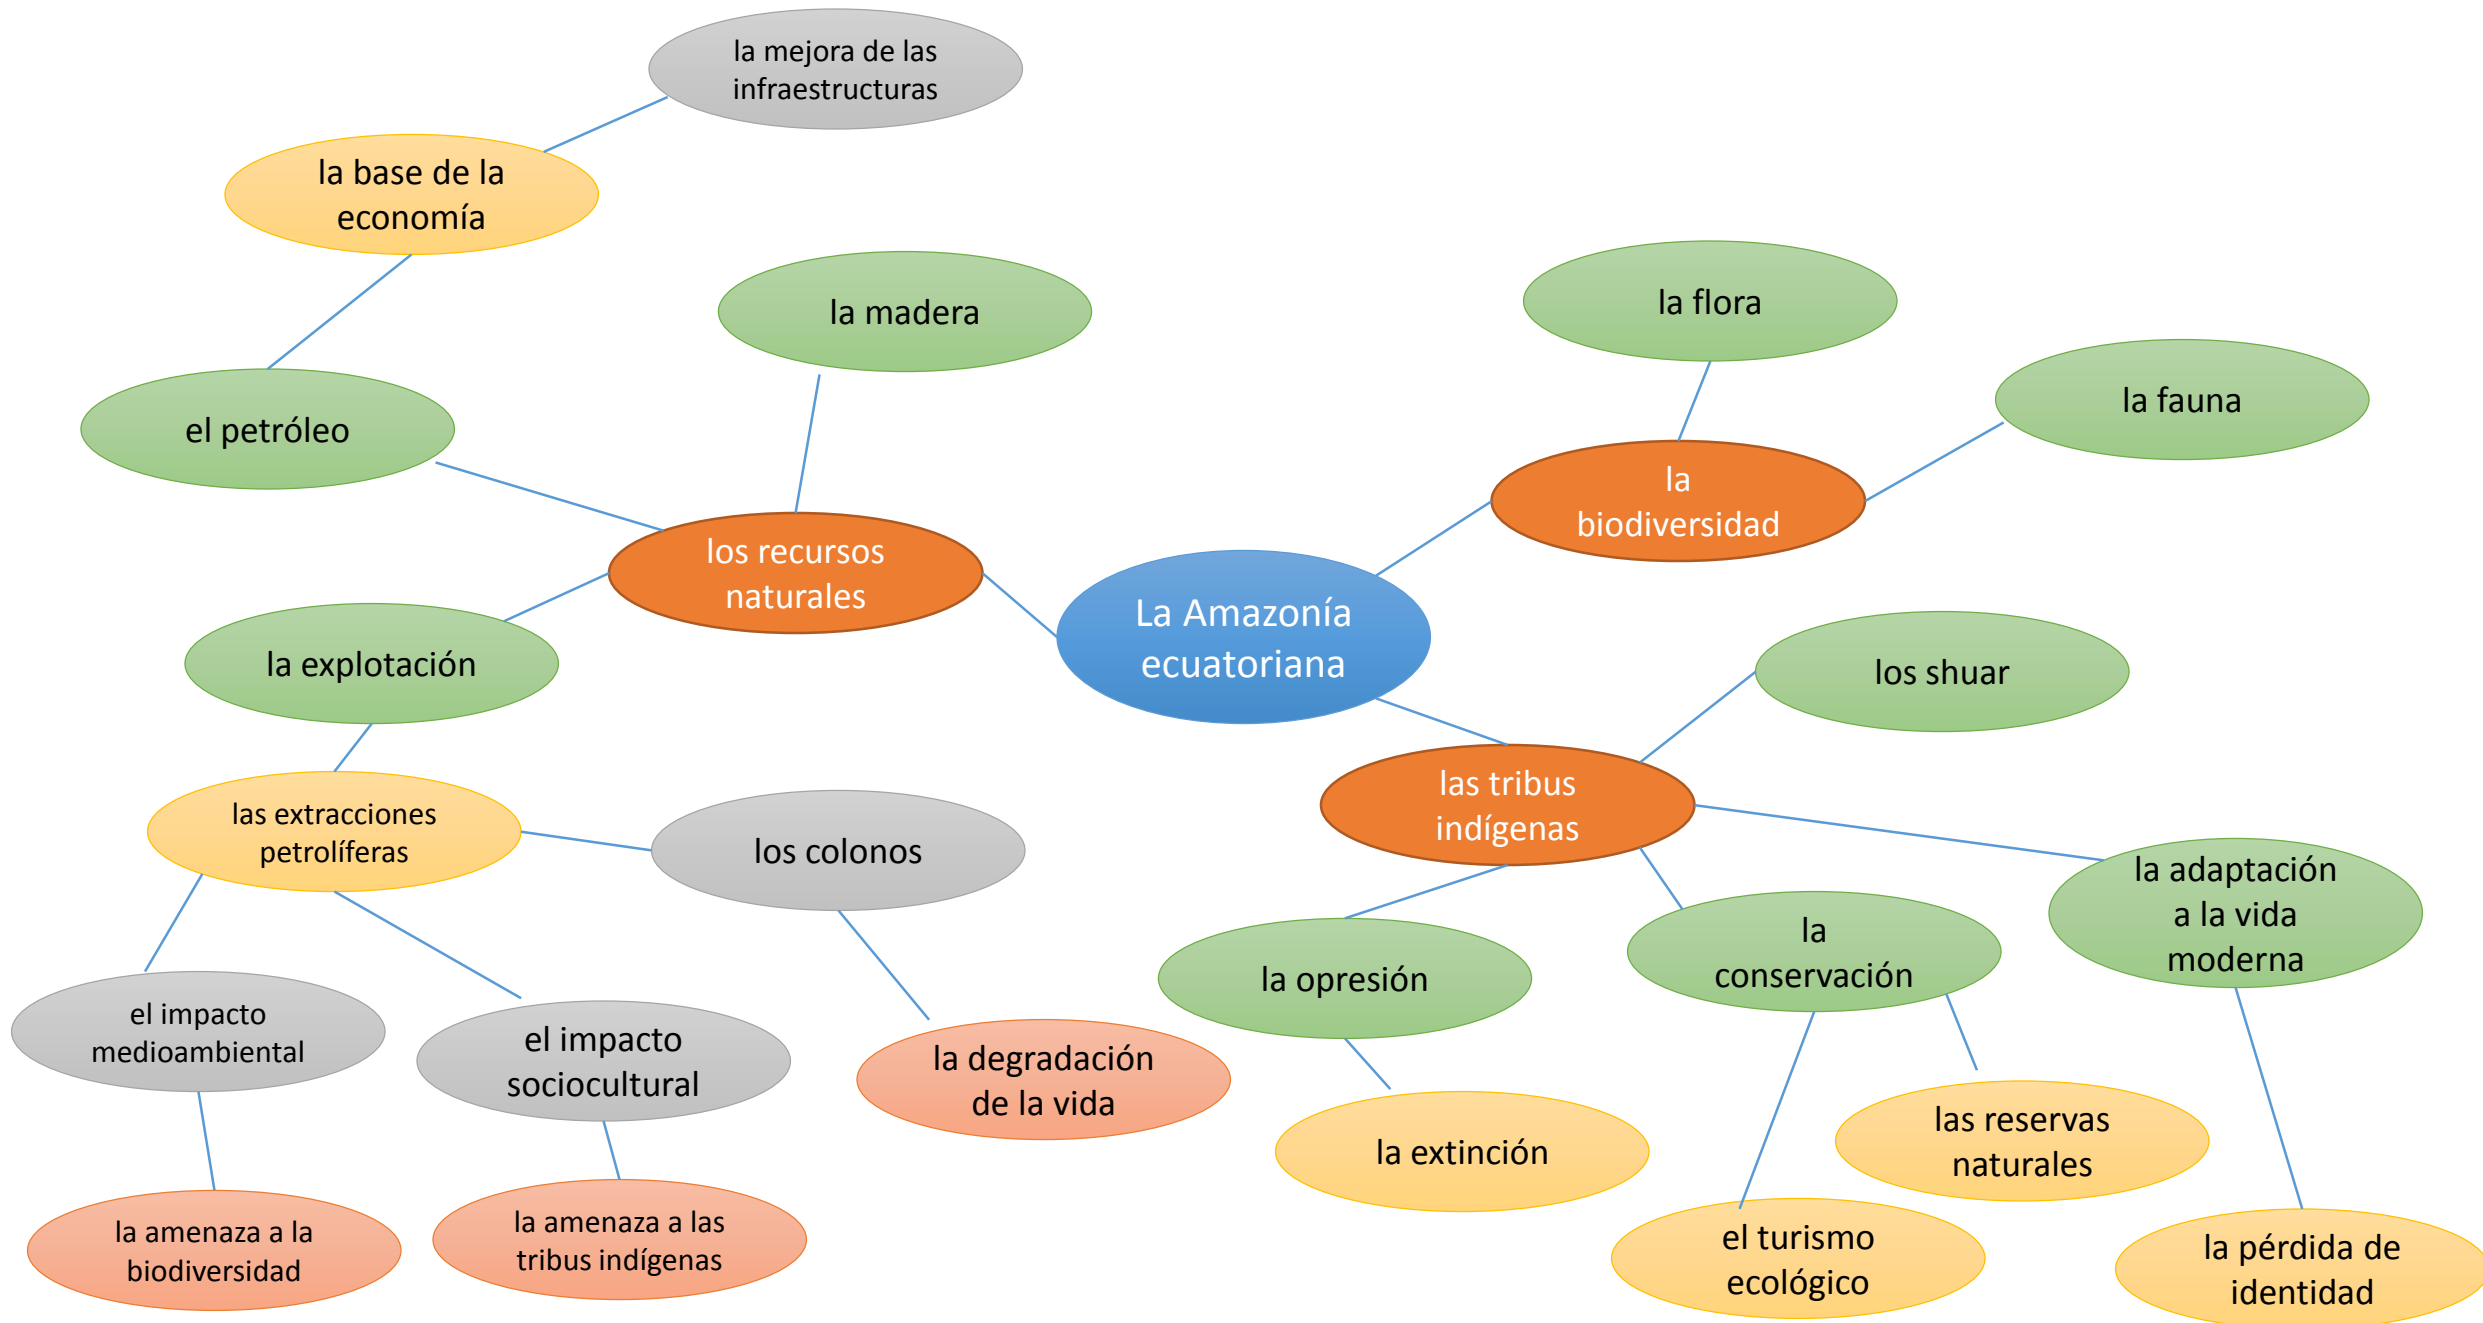 la mejora de las
infraestructuras
la base de la
economía
la madera
la flora
la fauna
el petróleo
la
biodiversidad
los recursos
naturales
La Amazonía
ecuatoriana
la explotación
los shuar
las tribus
indígenas
las extracciones
petrolíferas
los colonos
la adaptación
a la vida
moderna
la
conservación
la opresión
el impacto
medioambiental
el impacto
sociocultural
la degradación
de la vida
las reservas
naturales
la extinción
la amenaza a la
biodiversidad
la amenaza a las
tribus indígenas
el turismo
ecológico
la pérdida de
identidad